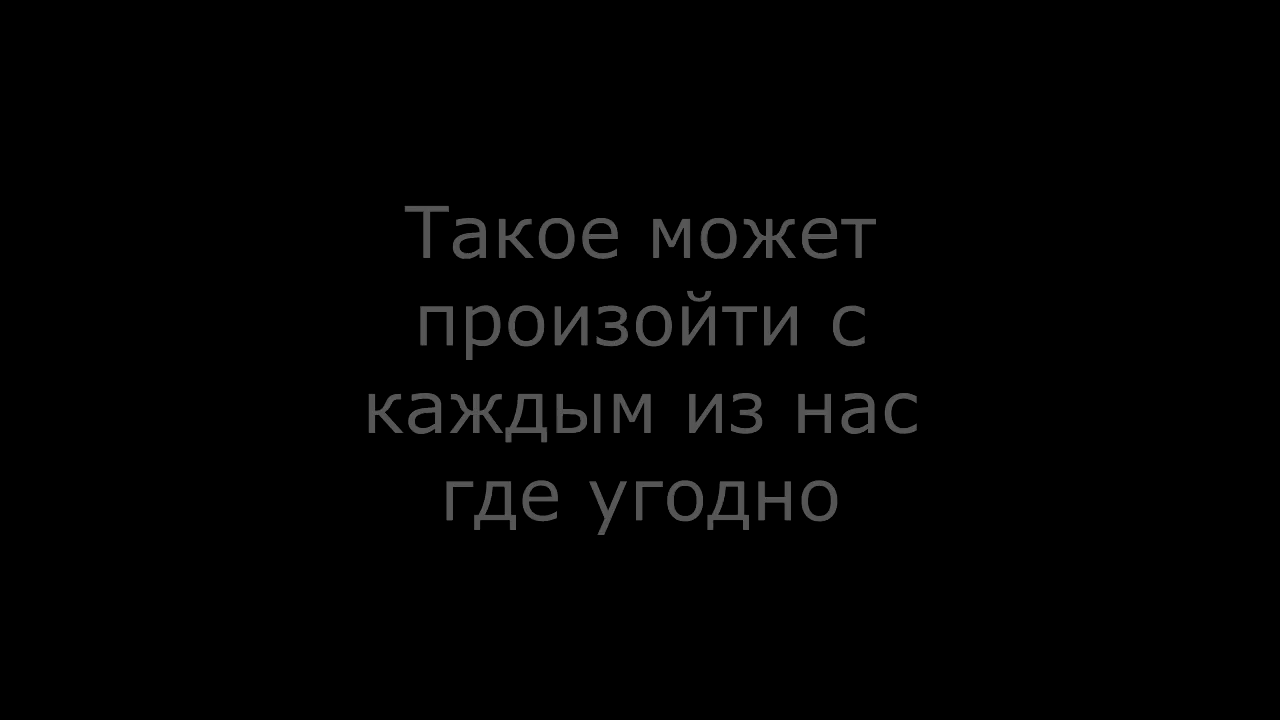 Такое может
произойти с
каждым из нас
где угодно